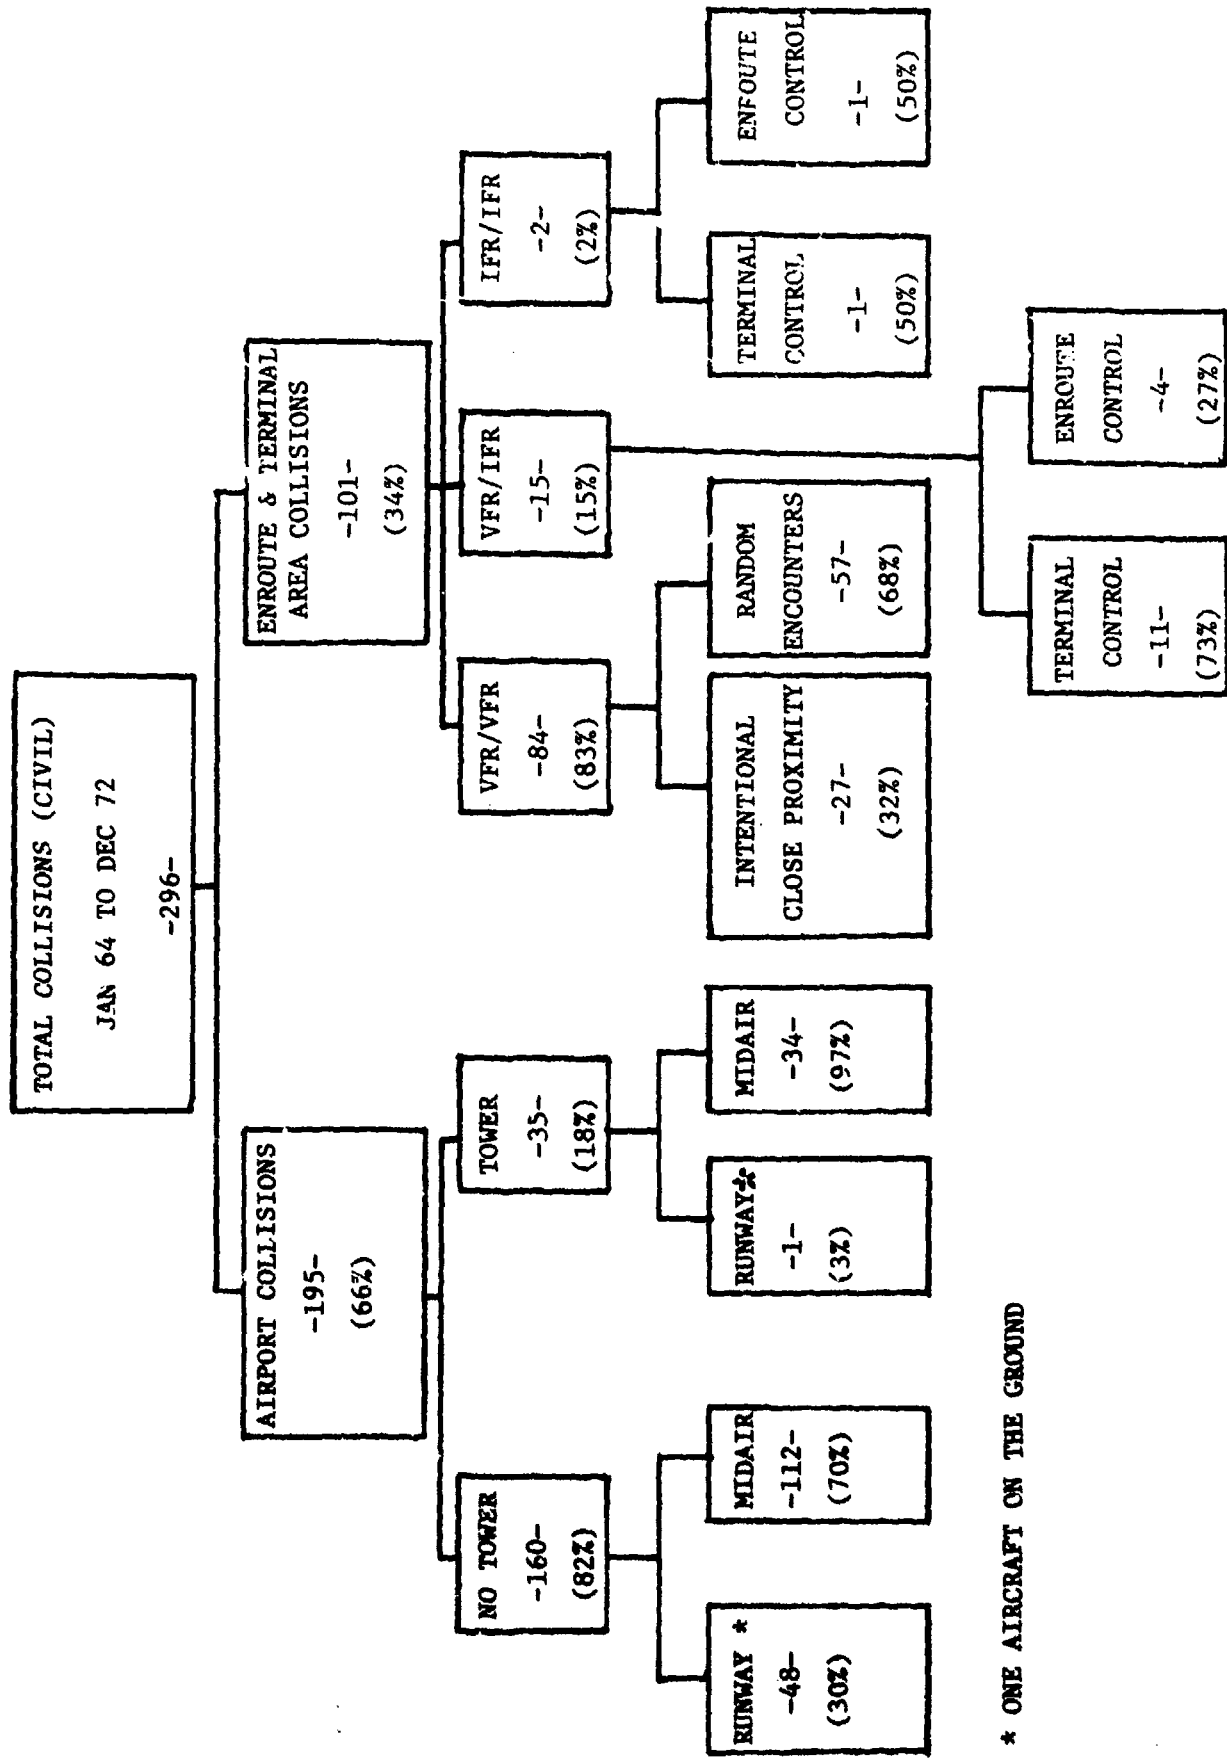 TOTAL COLLISIONS (CIVIL)
JAN 64 TO DEC 72
-296-
AIRPORT COLLISIONS
-195-
(66%)
ENROUTE & TERMINAL
AREA COLLISIONS
-101-
(34%)
NO TOWER
-160-
(82%)
TOWER
-35-
(18%)
VFR/VFR
-84-
(83%)
VFR/IFR
-15-
(15%)
IFR/IFR
-2-
(2%)
RUNWAY *
-48-
(30%)
MIDAIR
-112-
(70%)
RUNWAY*
-1-
(3%)
MIDAIR
-34-
(97%)
INTENTIONAL
CLOSE PROXIMITY
-27-
(32%)
RANDOM
ENCOUNTERS
-57-
(68%)
TERMINAL
CONTROL
-1-
(50%)
ENFOUTE
CONTROL
-1-
(50%)
TERMINAL
CONTROL
-11-
(73%)
ENROUTE
CONTROL
-4-
(27%)
* ONE AIRCRAFT ON THE GROUND